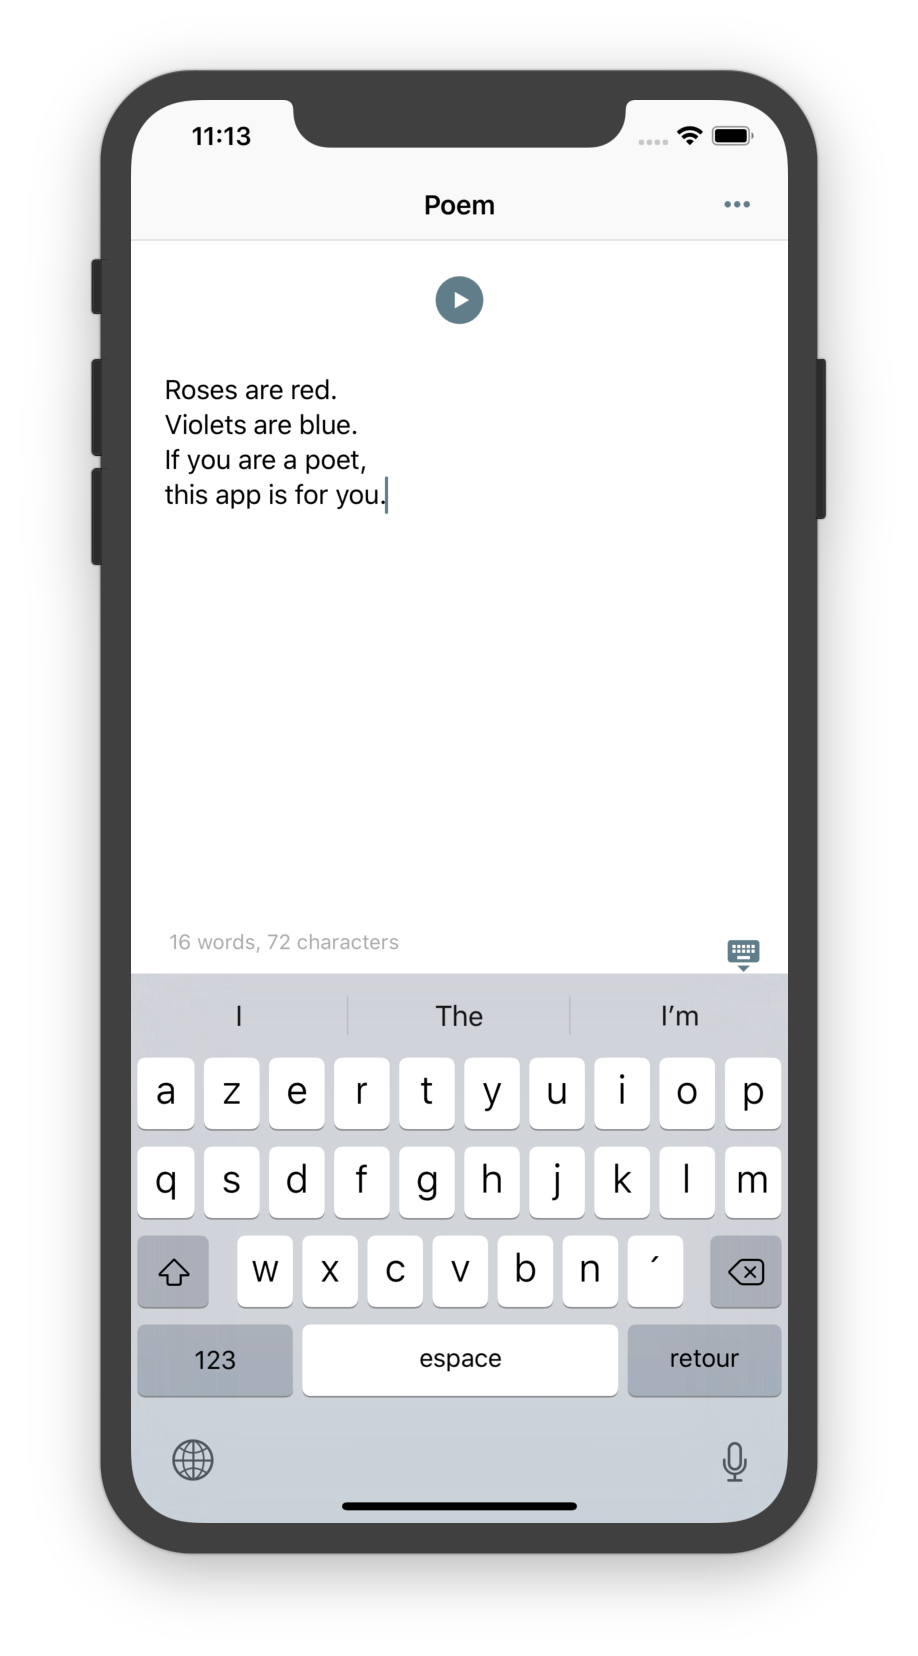 11:13
Poem
Roses are red.
Violets are blue.
If you are a poet,
this app is for you.
16 words, 72 characters
I The I’m
a z e r t y u i o p
q s d f g h j k l m
w x c v b n ´
123 espace retour